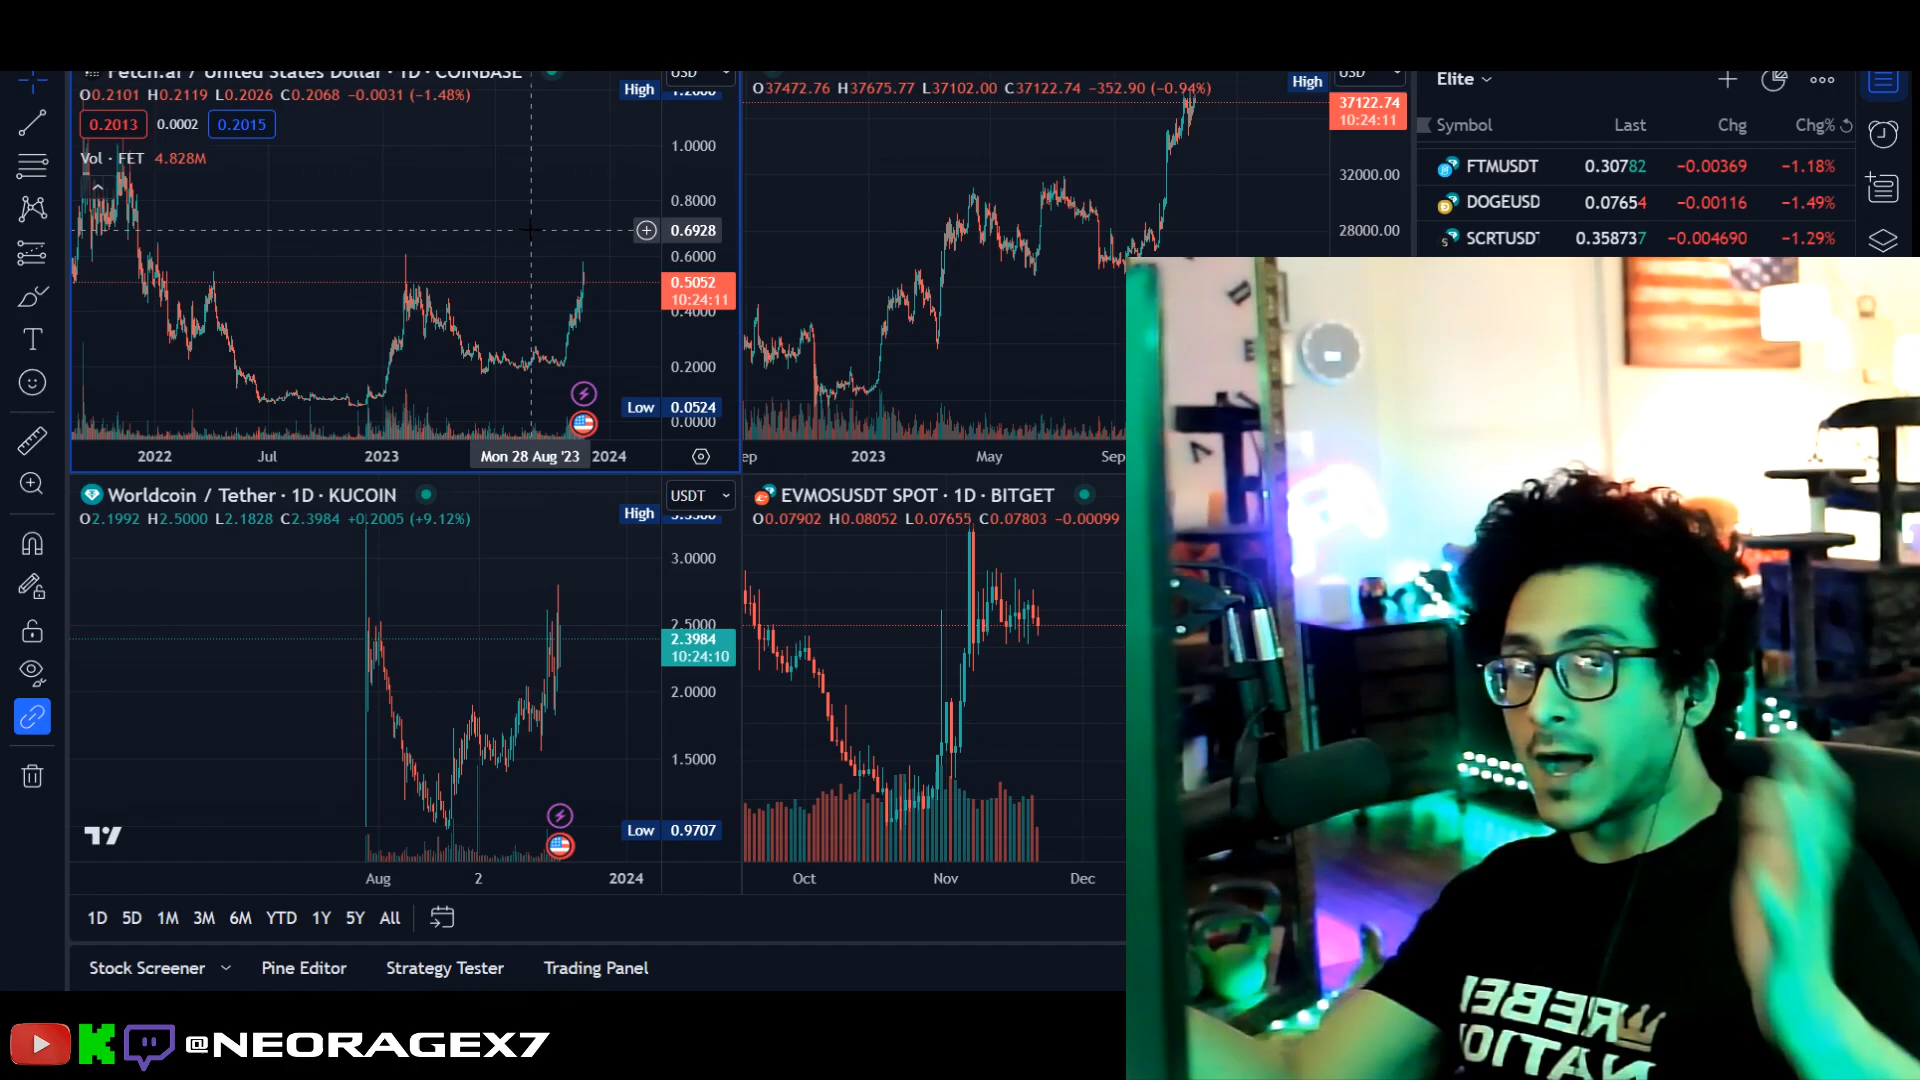 Fetch.ai / United States Dollar · 1D · COINBASE
O0.2101 H0.2119 L0.2026 C0.2068 −0.0031 (−1.48%)
0.2013 0.0002 0.2015
Vol · FET 4.828M
USD
High
1.0000
0.8000
0.6928
0.6000
0.5052
10:24:11
0.4000
0.2000
Low 0.0524
0.0000
2022 Jul 2023 Mon 28 Aug '23 2024
O37472.76 H37675.77 L37102.00 C37122.74 −352.90 (−0.94%)
High
USD
37122.74
10:24:11
32000.00
28000.00
ep 2023 May Sep
Elite
Symbol Last Chg Chg%
FTMUSDT 0.30782 −0.00369 −1.18%
DOGEUSD 0.07654 −0.00116 −1.49%
SCRTUSDT 0.358737 −0.004690 −1.29%
Worldcoin / Tether · 1D · KUCOIN
O2.1992 H2.5000 L2.1828 C2.3984 +0.2005 (+9.12%)
USDT
High
3.0000
2.5000
2.3984
10:24:10
2.0000
1.5000
Low 0.9707
Aug 2 2024
EVMOSUSDT SPOT · 1D · BITGET
O0.07902 H0.08052 L0.07655 C0.07803 −0.00099
Oct Nov Dec
1D 5D 1M 3M 6M YTD 1Y 5Y All
Stock Screener Pine Editor Strategy Tester Trading Panel
@NEORAGEX7
REBEL
NATIO